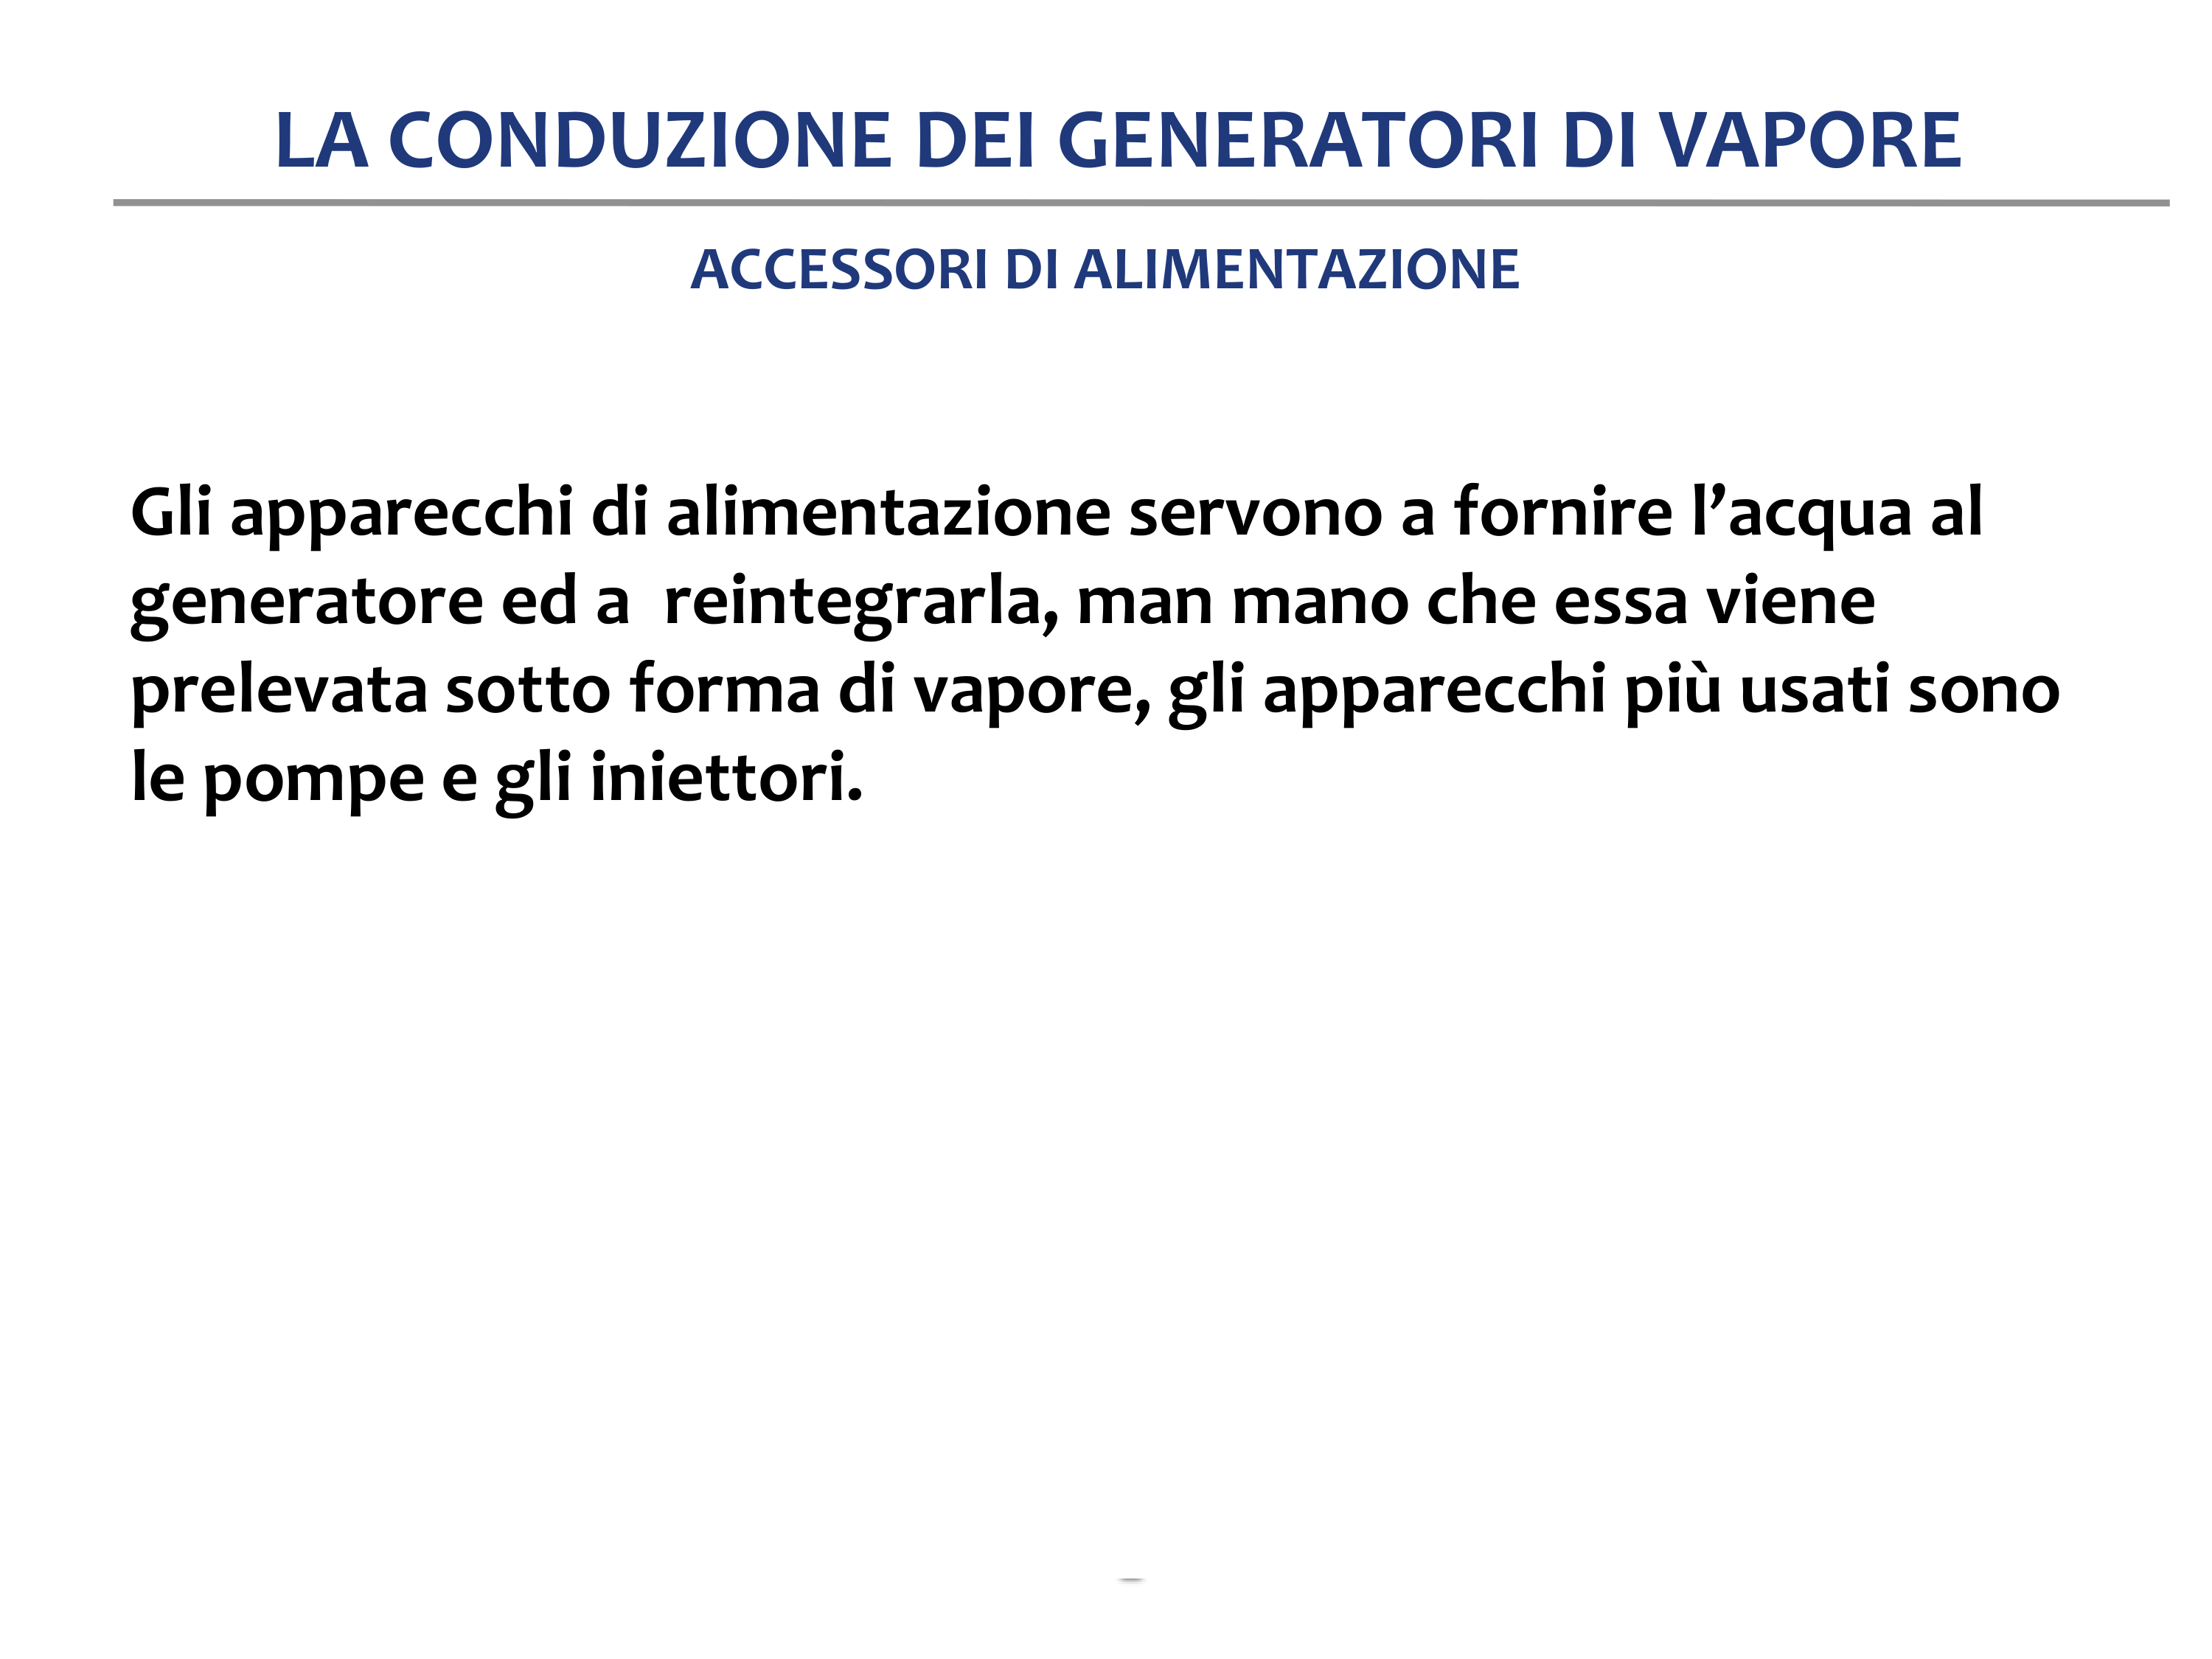 LA CONDUZIONE DEI GENERATORI DI VAPORE
ACCESSORI DI ALIMENTAZIONE
Gli apparecchi di alimentazione servono a fornire l’acqua al
generatore ed a  reintegrarla, man mano che essa viene
prelevata sotto forma di vapore, gli apparecchi più usati sono
le pompe e gli iniettori.